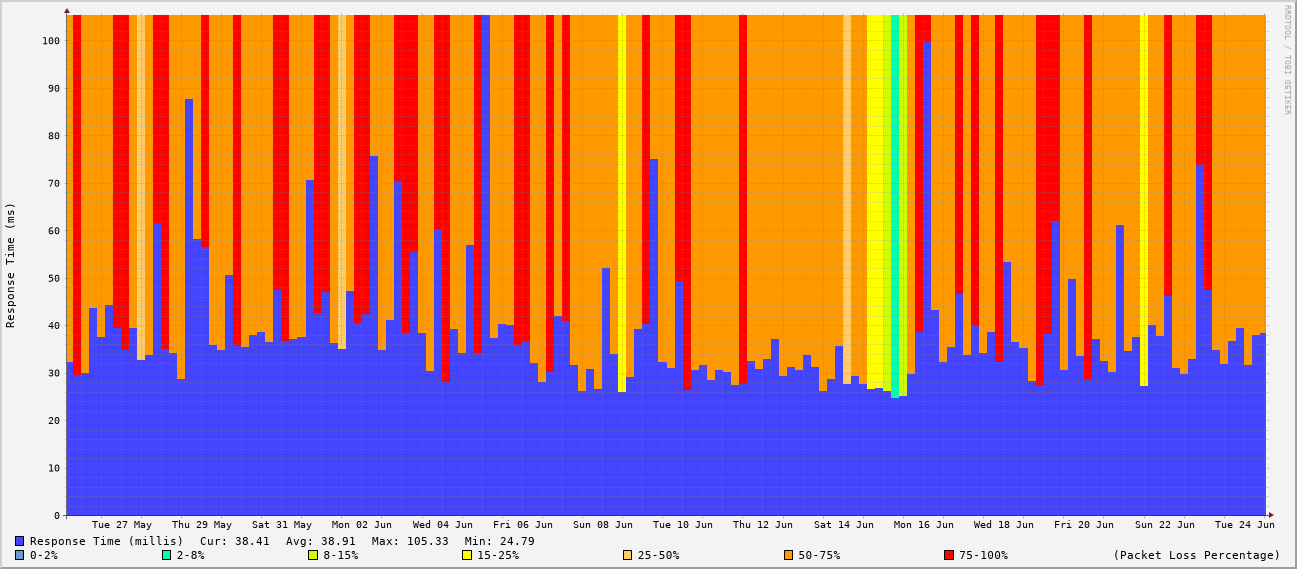 RRDTOOL / TOBI OETIKER
Response Time (ms)
100
90
80
70
60
50
40
30
20
10
0
Tue 27 May Thu 29 May Sat 31 May Mon 02 Jun Wed 04 Jun Fri 06 Jun Sun 08 Jun Tue 10 Jun Thu 12 Jun Sat 14 Jun Mon 16 Jun Wed 18 Jun Fri 20 Jun Sun 22 Jun Tue 24 Jun
Response Time (millis) Cur: 38.41 Avg: 38.91 Max: 105.33 Min: 24.79
0-2% 2-8% 8-15% 15-25% 25-50% 50-75% 75-100% (Packet Loss Percentage)